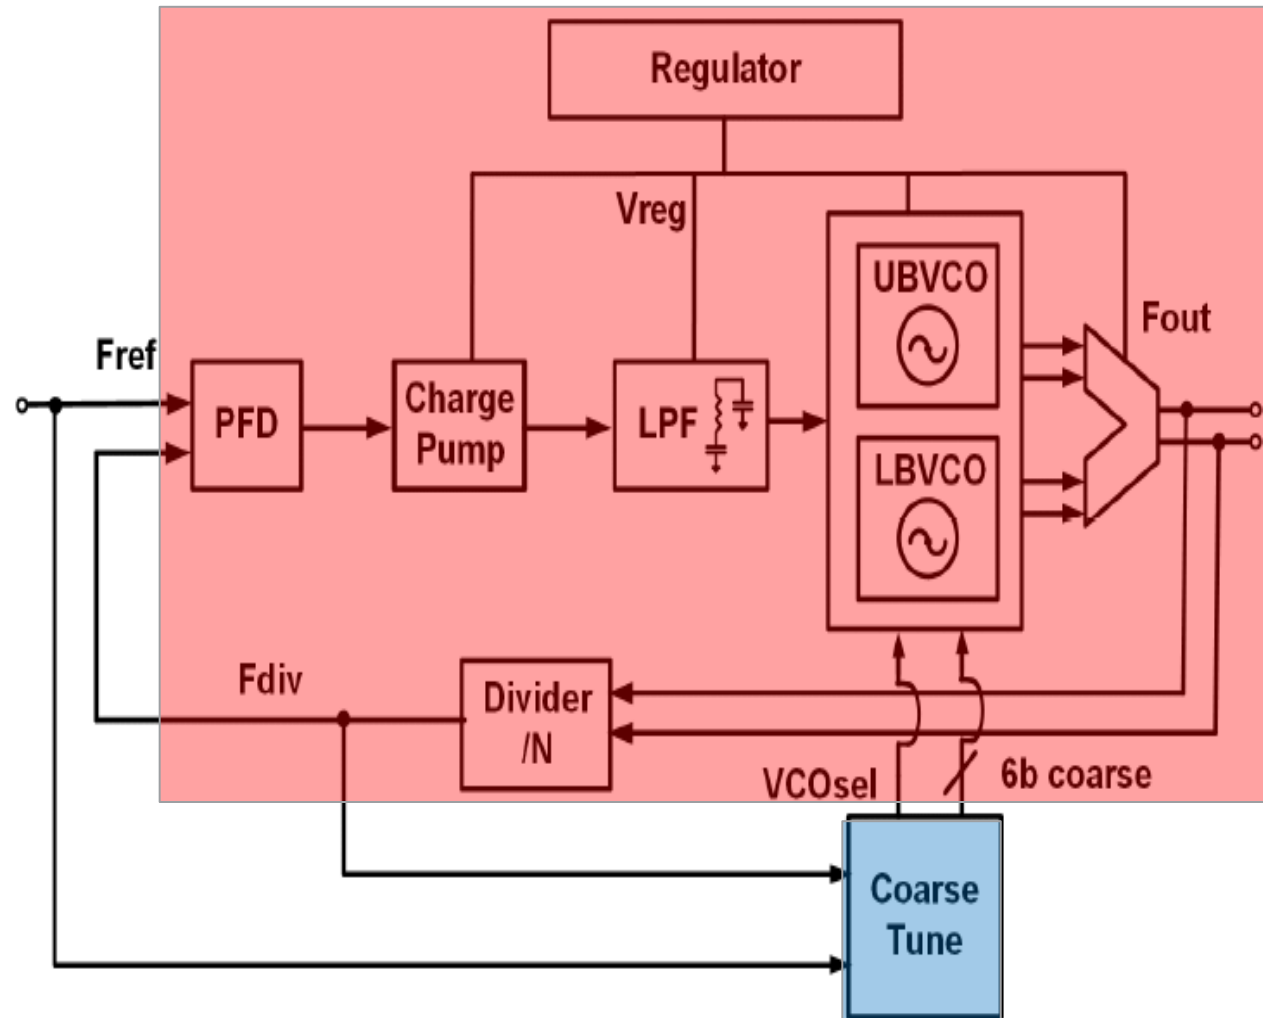 Regulator
Vreg
UBVCO
Fout
Fref
PFD
Charge
Pump
LPF
LBVCO
Fdiv
Divider
/N
VCOsel
6b coarse
Coarse
Tune